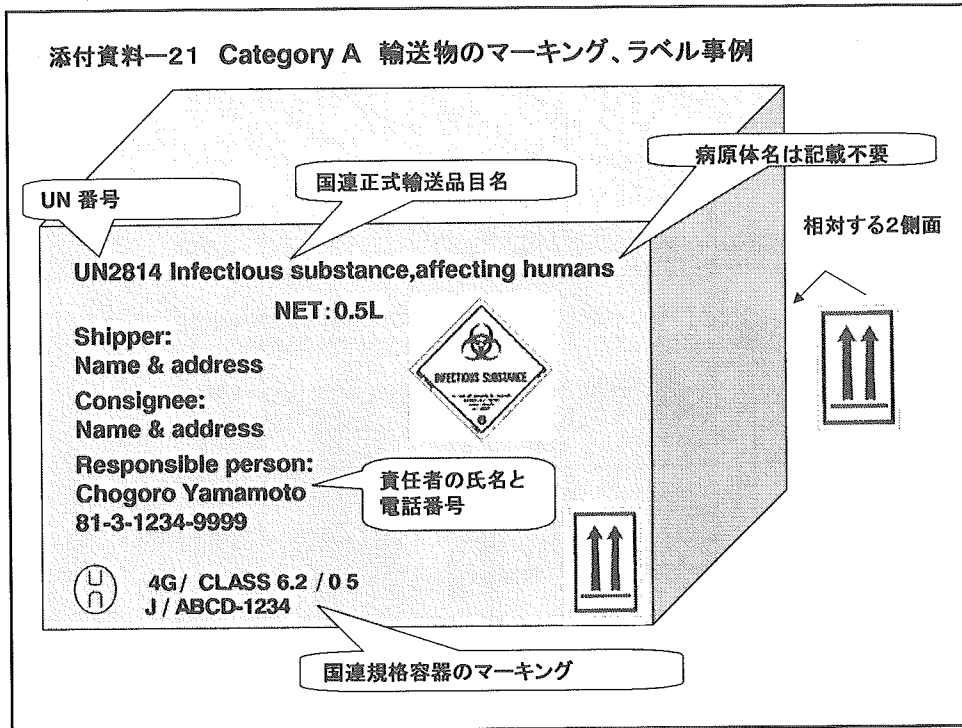 添付資料ー21 Category A 輸送物のマーキング、ラベル事例
病原体名は記載不要
国連正式輸送品目名
UN 番号
相対する2側面
UN2814 Infectious substance,affecting humans
NET:0.5L
Shipper:
Name & address
INFECTIOUS SUBSTANCE
Consignee:
Name & address
Responsible person:
Chogoro Yamamoto
81-3-1234-9999
責任者の氏名と
電話番号
un
4G/ CLASS 6.2 / 0 5
J / ABCD-1234
国連規格容器のマーキング